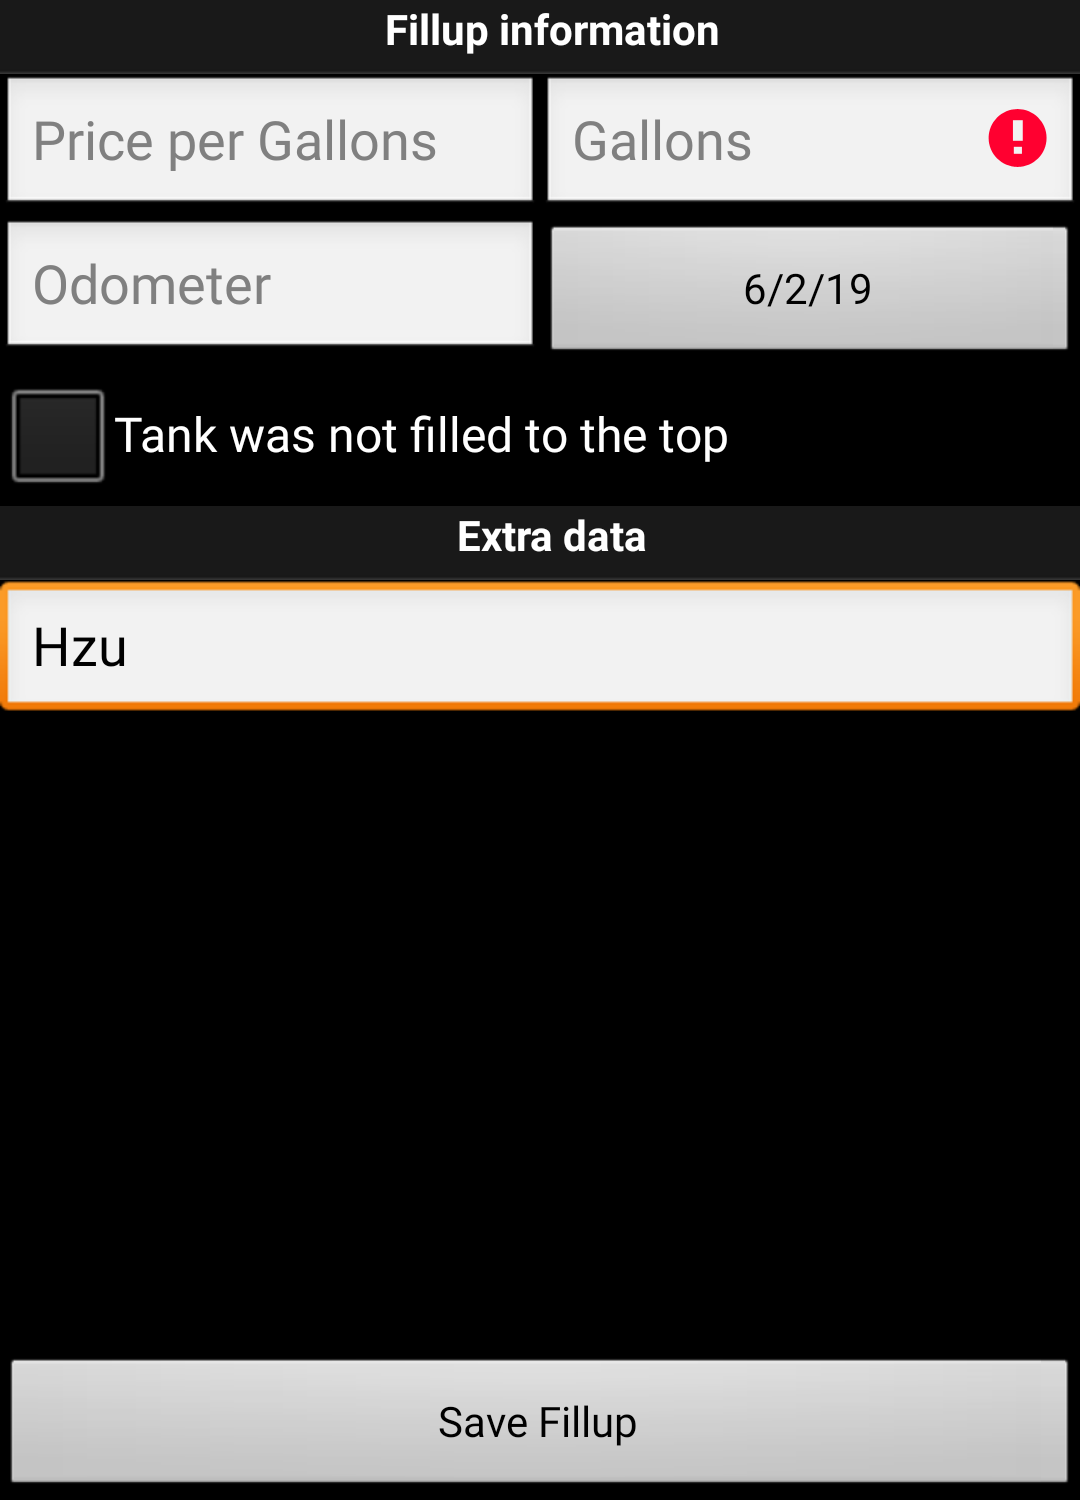 Fillup information
Price per Gallons
Gallons
Odometer
6/2/19
Tank was not filled to the top
Extra data
Hzu
Save Fillup